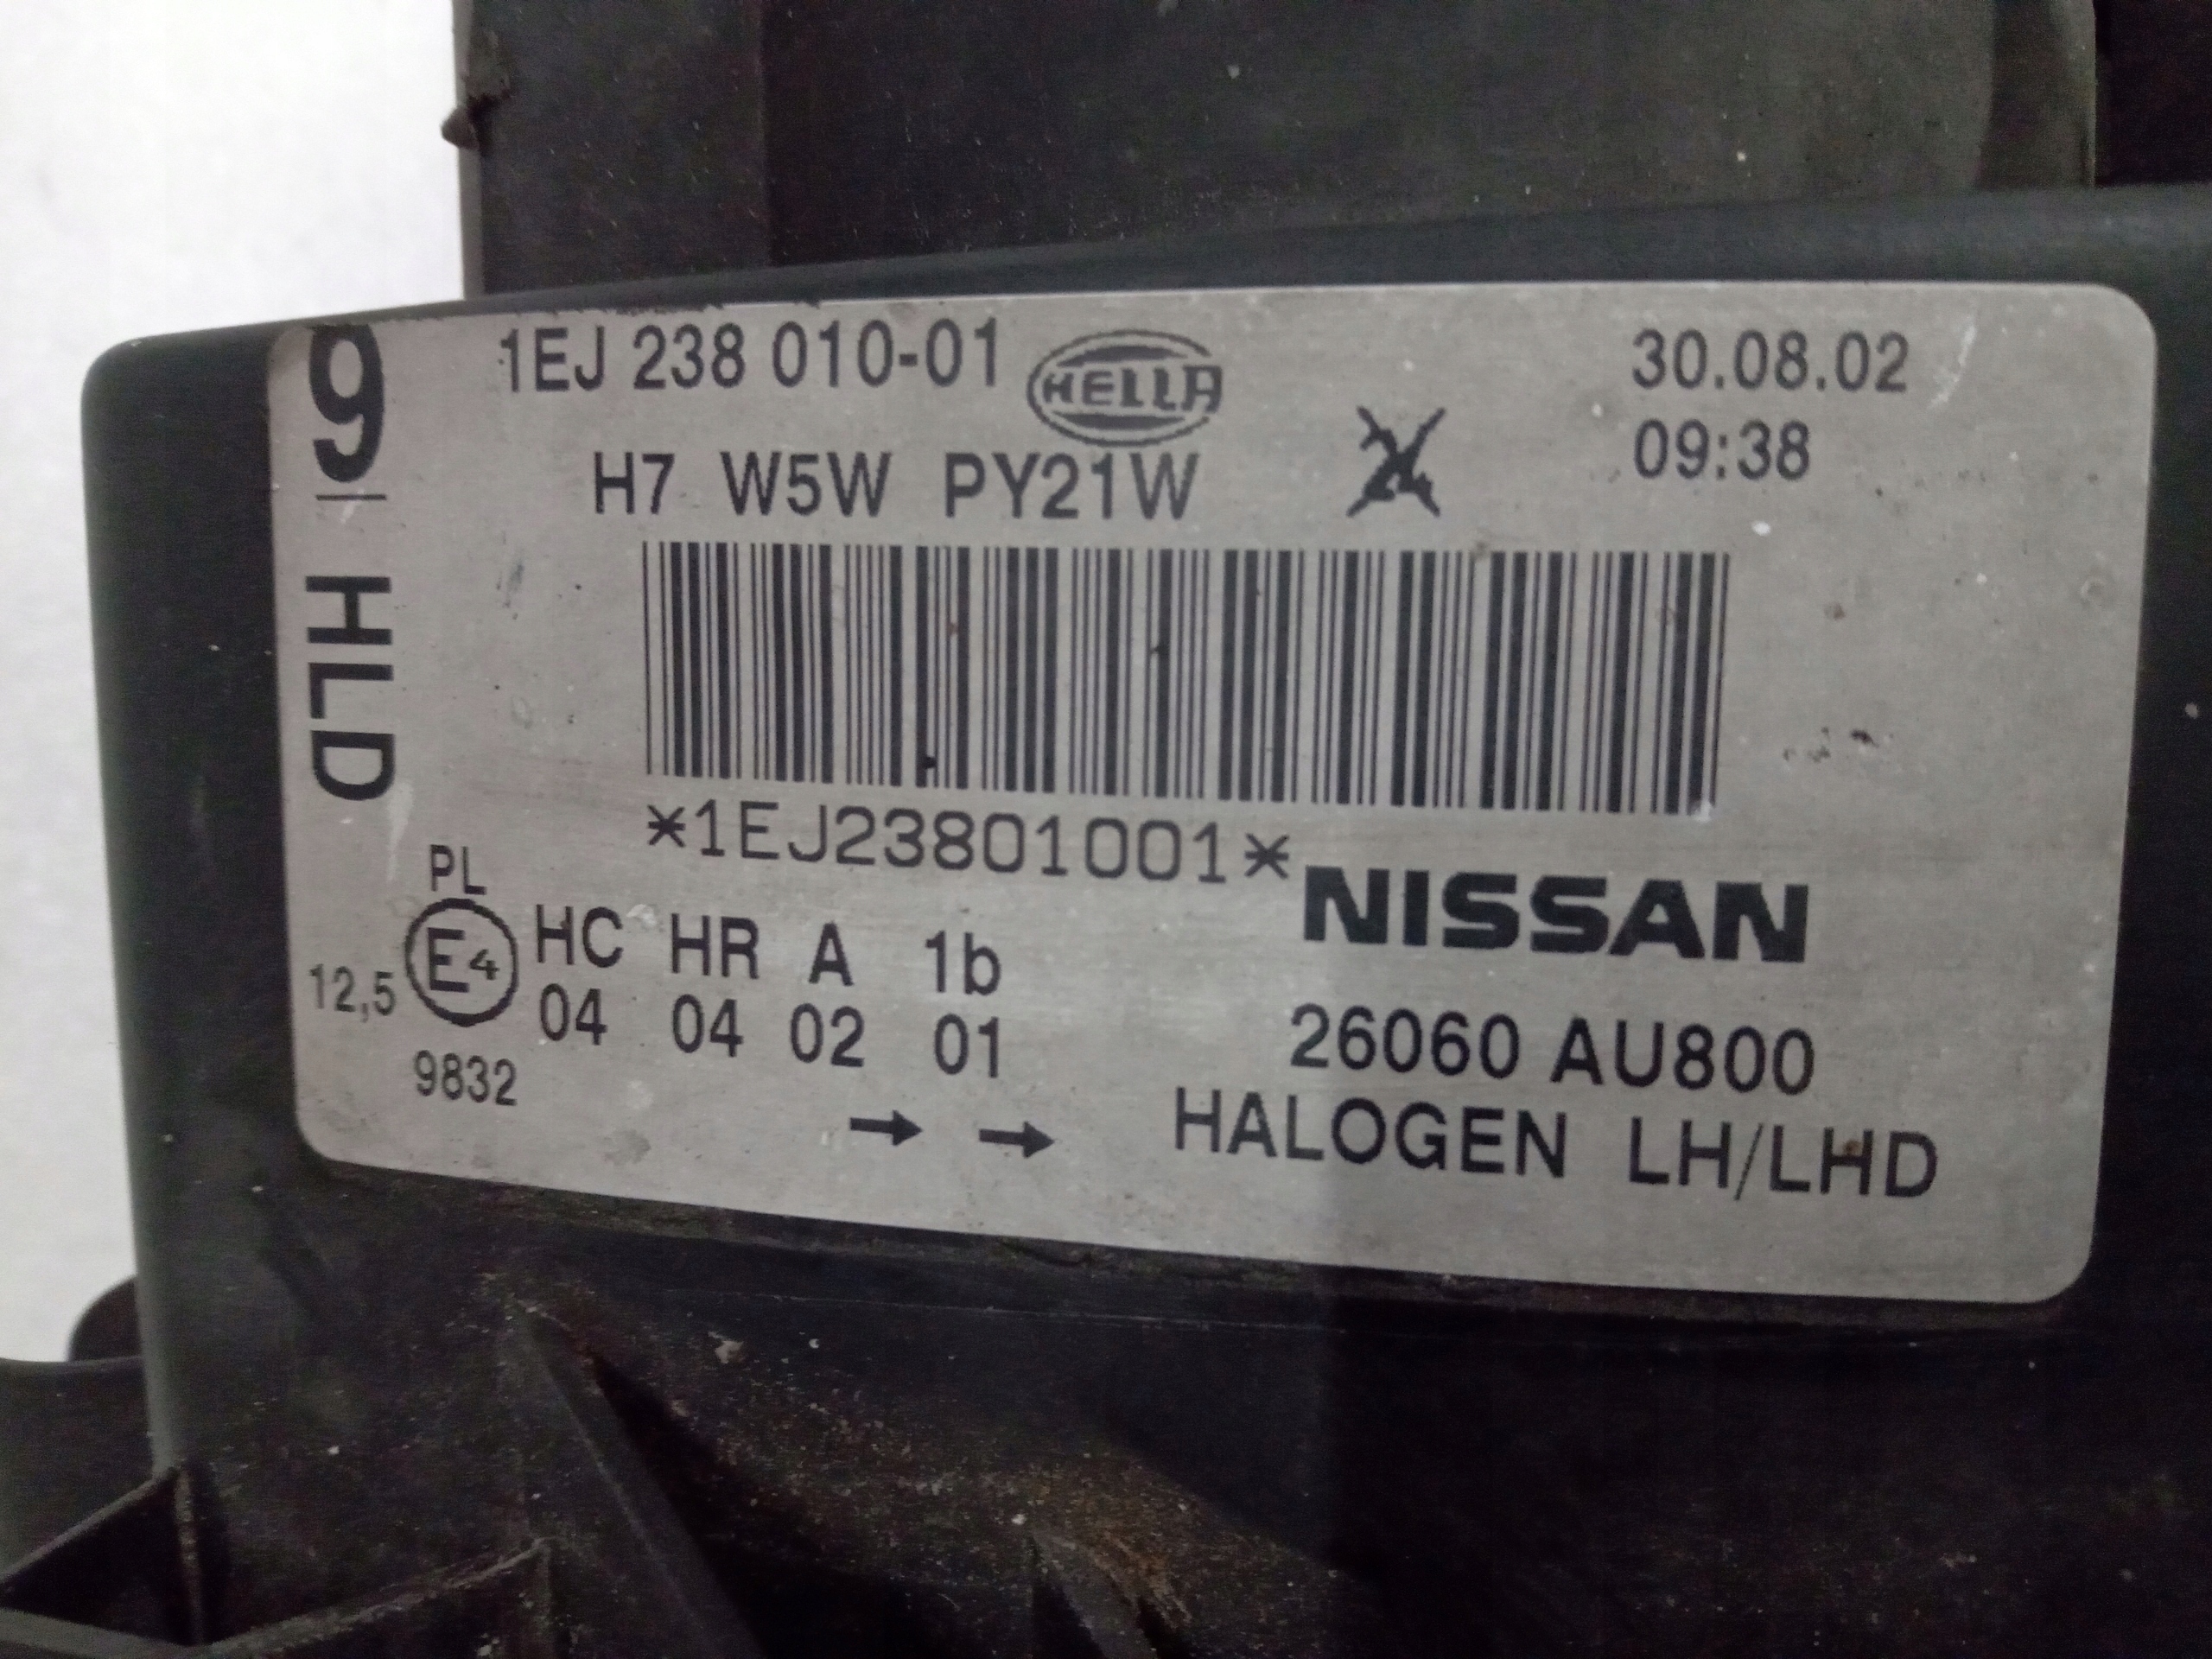 9 HLD
1EJ 238 010-01
HELLA
30.08.02
09:38
H7 W5W PY21W
*1EJ23801001*
NISSAN
PL
12,5 E4 HC HR A 1b
04 04 02 01
9832
→ →
26060 AU800
HALOGEN LH/LHD